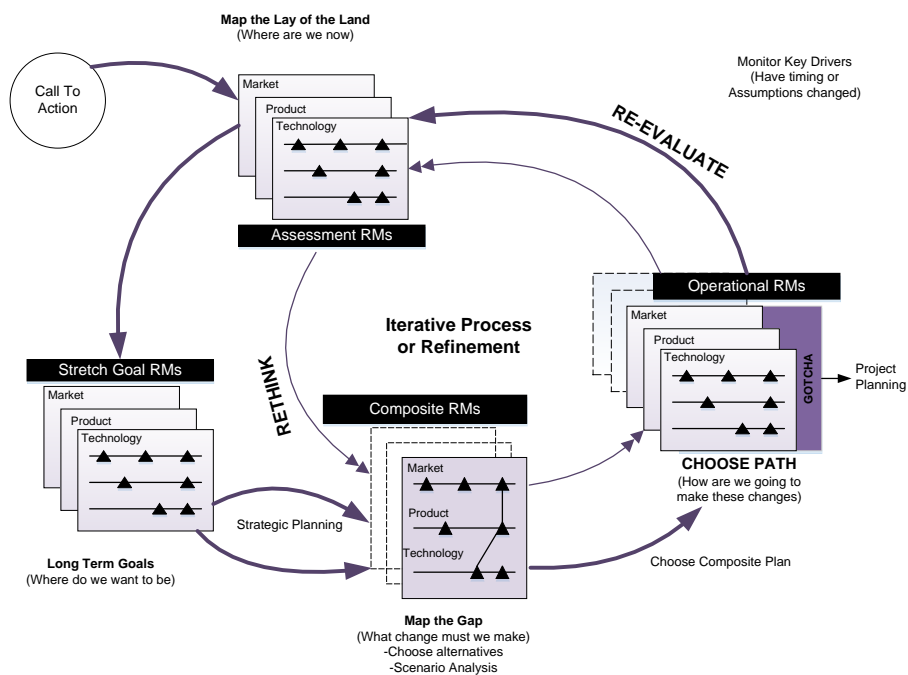 Map the Lay of the Land
(Where are we now)
Call To
Action
Monitor Key Drivers
(Have timing or
Assumptions changed)
Market
Product
Technology
RE-EVALUATE
Assessment RMs
Operational RMs
Market
Product
Technology
GOTCHA
Project
Planning
Iterative Process
or Refinement
Stretch Goal RMs
Market
Product
Technology
RETHINK
Composite RMs
Market
Product
Technology
CHOOSE PATH
(How are we going to
make these changes)
Strategic Planning
Choose Composite Plan
Long Term Goals
(Where do we want to be)
Map the Gap
(What change must we make)
-Choose alternatives
-Scenario Analysis